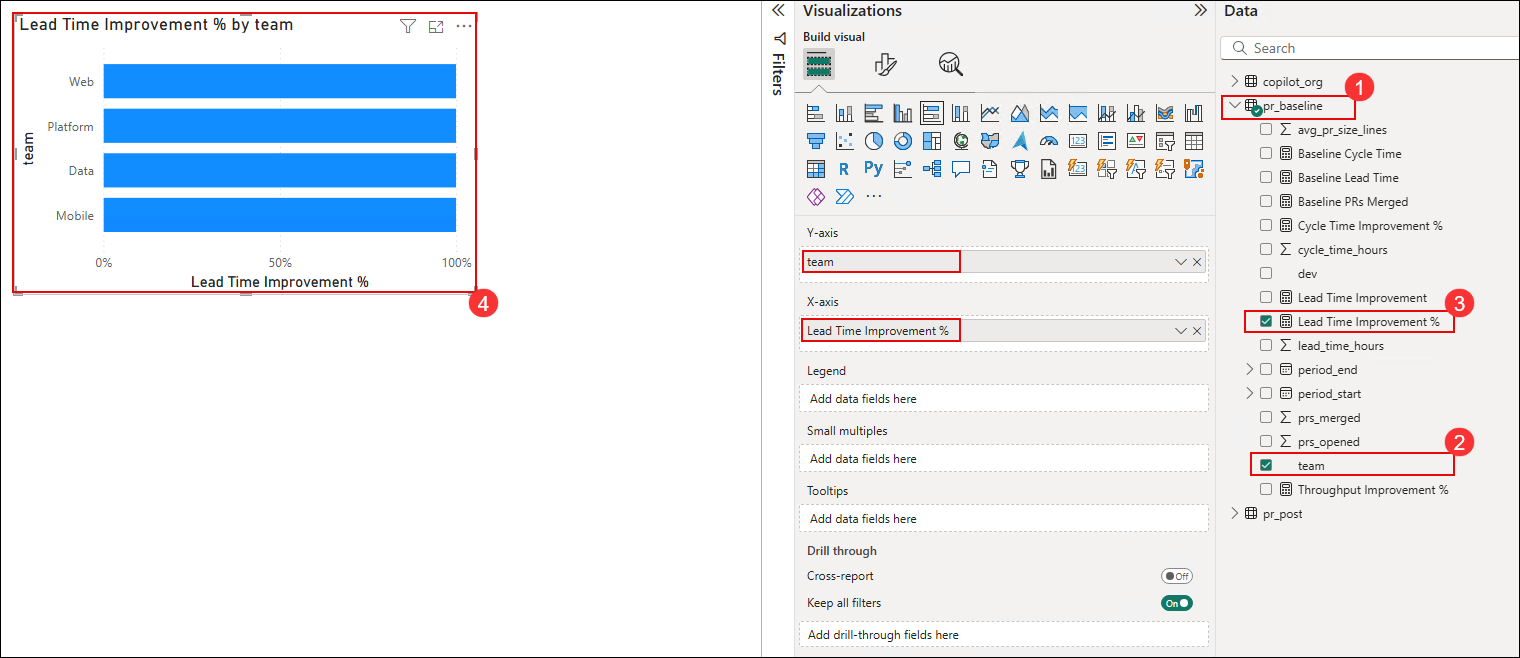 Lead Time Improvement % by team
Web
Platform
Data
Mobile
team
0%
50%
100%
Lead Time Improvement %
4
Filters
Visualizations
Build visual
R
Py
123
123
Y-axis
team
X-axis
Lead Time Improvement %
Legend
Add data fields here
Small multiples
Add data fields here
Tooltips
Add data fields here
Drill through
Cross-report
Off
Keep all filters
On
Add drill-through fields here
Data
Search
copilot_org
1
pr_baseline
avg_pr_size_lines
Baseline Cycle Time
Baseline Lead Time
Baseline PRs Merged
Cycle Time Improvement %
cycle_time_hours
dev
Lead Time Improvement
3
Lead Time Improvement %
lead_time_hours
period_end
period_start
prs_merged
prs_opened
2
team
Throughput Improvement %
pr_post